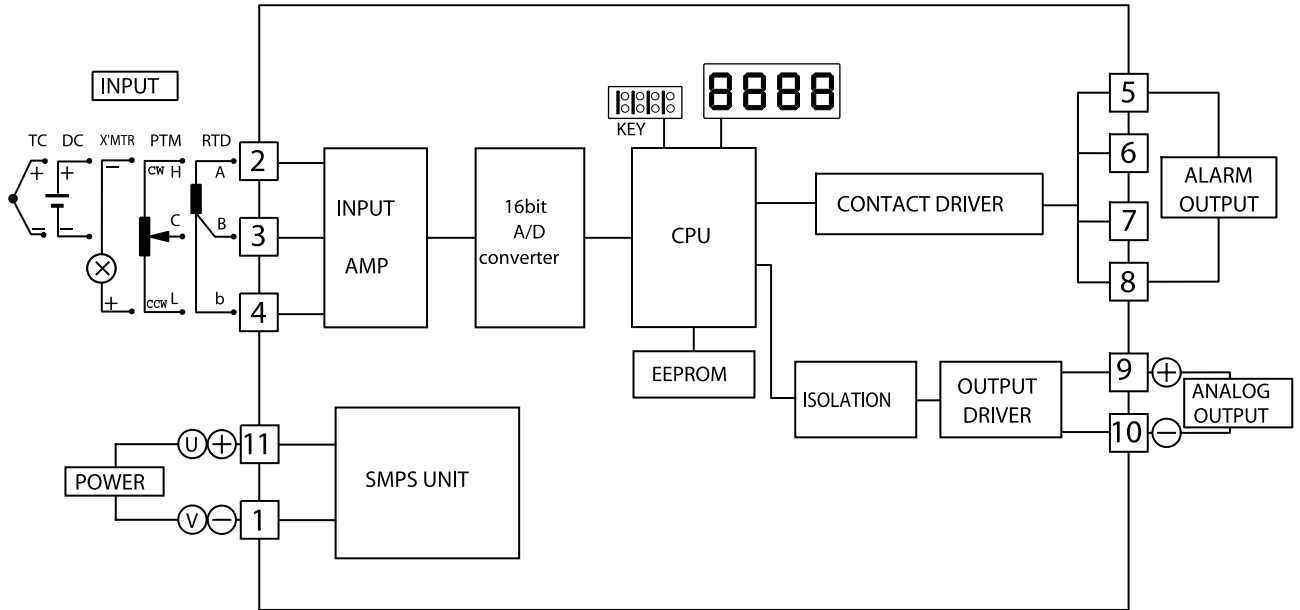 INPUT
TC DC X'MTR PTM RTD
+ + − CW H A
C B
− − + CCW L b
2
3
4
INPUT
AMP
16bit
A/D
converter
KEY
8888
CPU
EEPROM
CONTACT DRIVER
5
6
7
8
ALARM
OUTPUT
ISOLATION
OUTPUT
DRIVER
9 +
10 −
ANALOG
OUTPUT
POWER
U + 11
V − 1
SMPS UNIT